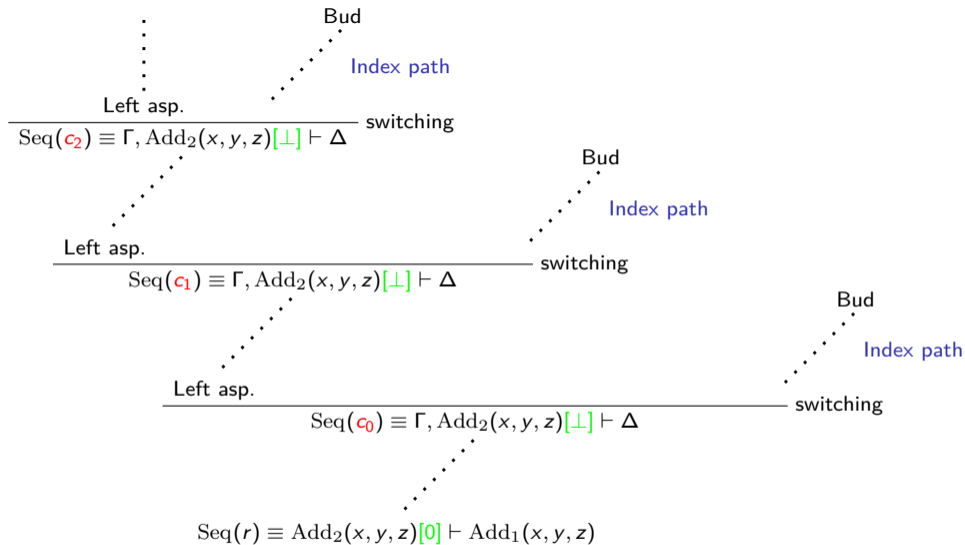 Bud
Index path
Left asp.
switching
Seq(c₂) ≡ Γ, Add₂(x, y, z)[⊥] ⊢ Δ
Bud
Index path
Left asp.
switching
Seq(c₁) ≡ Γ, Add₂(x, y, z)[⊥] ⊢ Δ
Bud
Index path
Left asp.
switching
Seq(c₀) ≡ Γ, Add₂(x, y, z)[⊥] ⊢ Δ
Seq(r) ≡ Add₂(x, y, z)[0] ⊢ Add₁(x, y, z)